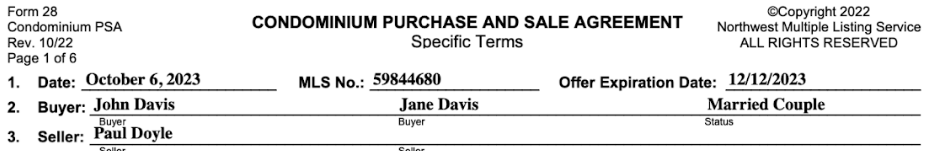 Form 28
Condominium PSA
Rev. 10/22
Page 1 of 6
CONDOMINIUM PURCHASE AND SALE AGREEMENT
Specific Terms
©Copyright 2022
Northwest Multiple Listing Service
ALL RIGHTS RESERVED
1. Date: October 6, 2023 MLS No.: 59844680 Offer Expiration Date: 12/12/2023
2. Buyer: John Davis Jane Davis Married Couple
Buyer Buyer Status
3. Seller: Paul Doyle
Seller Seller